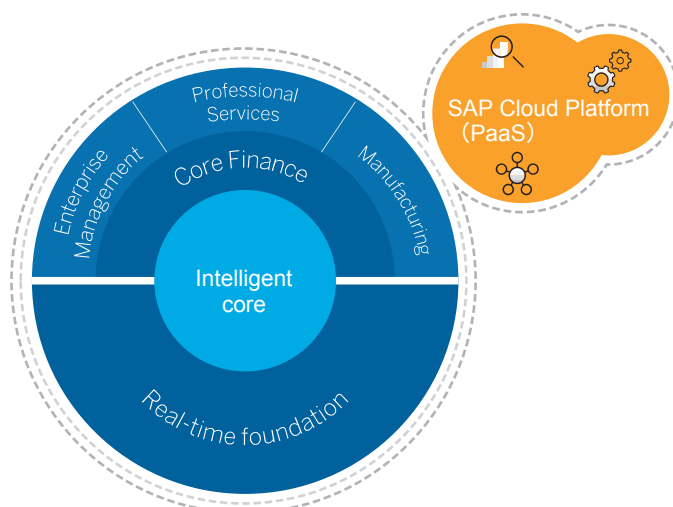 Professional
Services
SAP Cloud Platform
（PaaS）
Enterprise
Management
Core Finance
Manufacturing
Intelligent
core
Real-time foundation